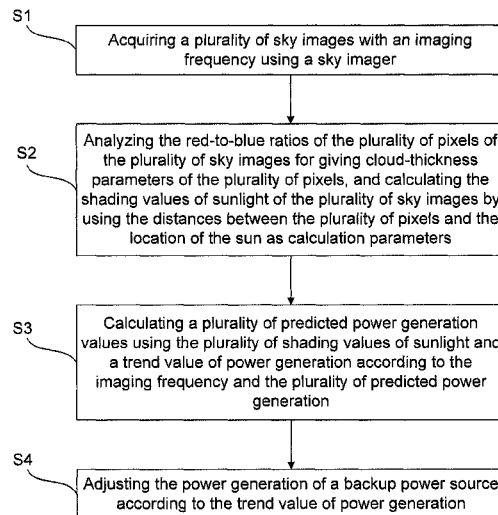 S1
Acquiring a plurality of sky images with an imaging
frequency using a sky imager
S2
Analyzing the red-to-blue ratios of the plurality of pixels of
the plurality of sky images for giving cloud-thickness
parameters of the plurality of pixels, and calculating the
shading values of sunlight of the plurality of sky images by
using the distances between the plurality of pixels and the
location of the sun as calculation parameters
S3
Calculating a plurality of predicted power generation
values using the plurality of shading values of sunlight and
a trend value of power generation according to the
imaging frequency and the plurality of predicted power
generation
S4
Adjusting the power generation of a backup power source
according to the trend value of power generation